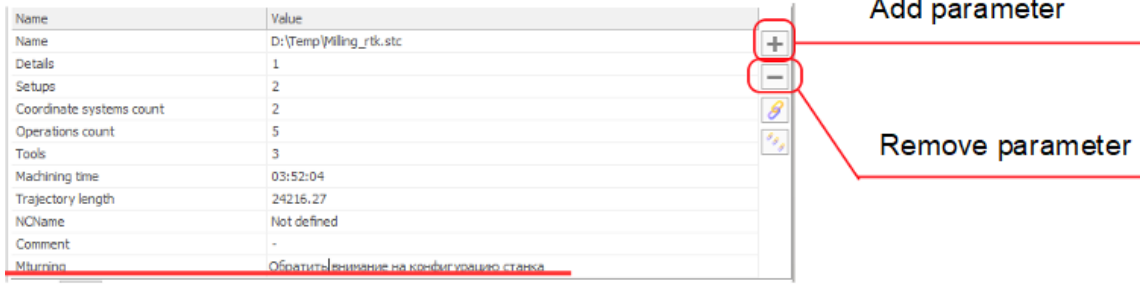 Add parameter
Name Value
Name D:\Temp\Milling_rtk.stc
Details 1
Setups 2
Coordinate systems count 2
Operations count 5
Tools 3
Remove parameter
Machining time 03:52:04
Trajectory length 24216.27
NCName Not defined
Comment -
Mturning Обратить внимание на конфигурацию станка